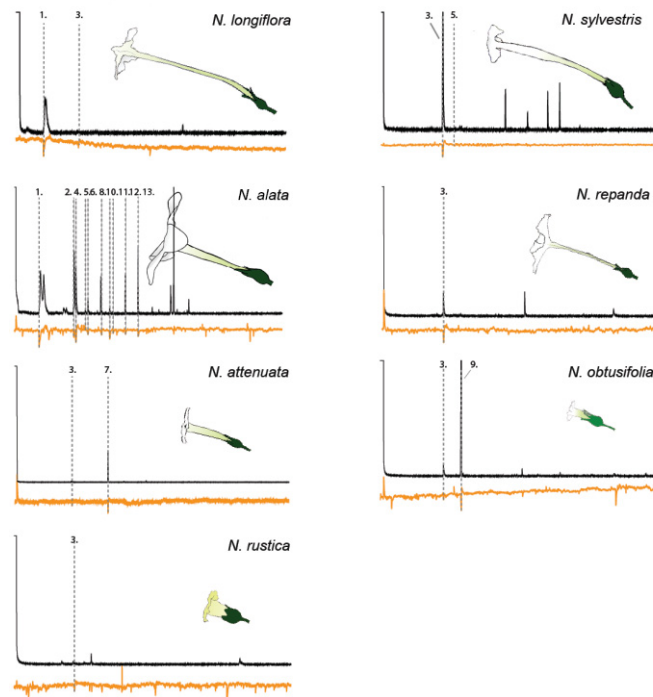 N. longiflora
1. 3.
N. sylvestris
3. 5.
N. alata
1. 2. 4. 5.6. 8.10.11.12.13.
N. repanda
3.
N. attenuata
3. 7.
N. obtusifolia
3. 9.
N. rustica
3.